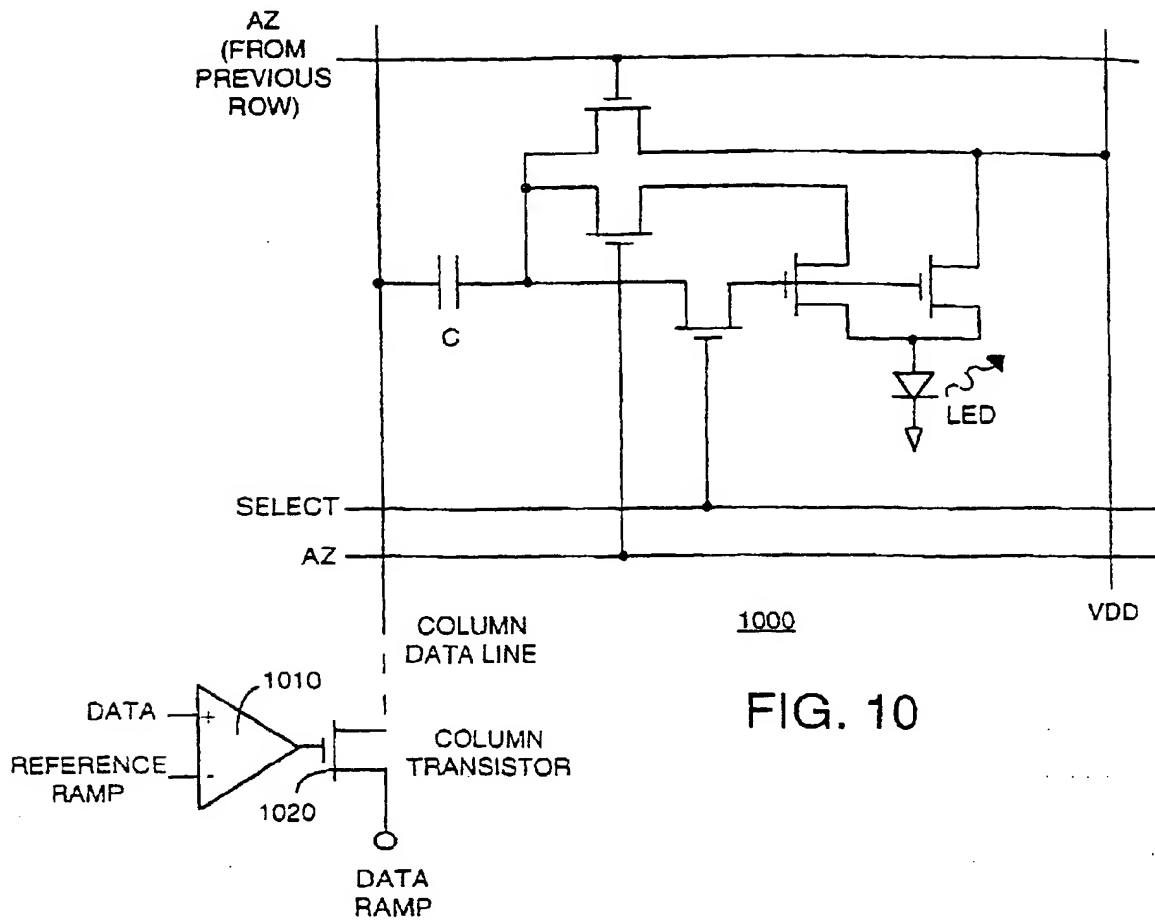 AZ
(FROM
PREVIOUS
ROW)
C
LED
SELECT
AZ
COLUMN
DATA LINE
1000
VDD
1010
DATA
+
REFERENCE
RAMP
-
1020
COLUMN
TRANSISTOR
FIG. 10
DATA
RAMP